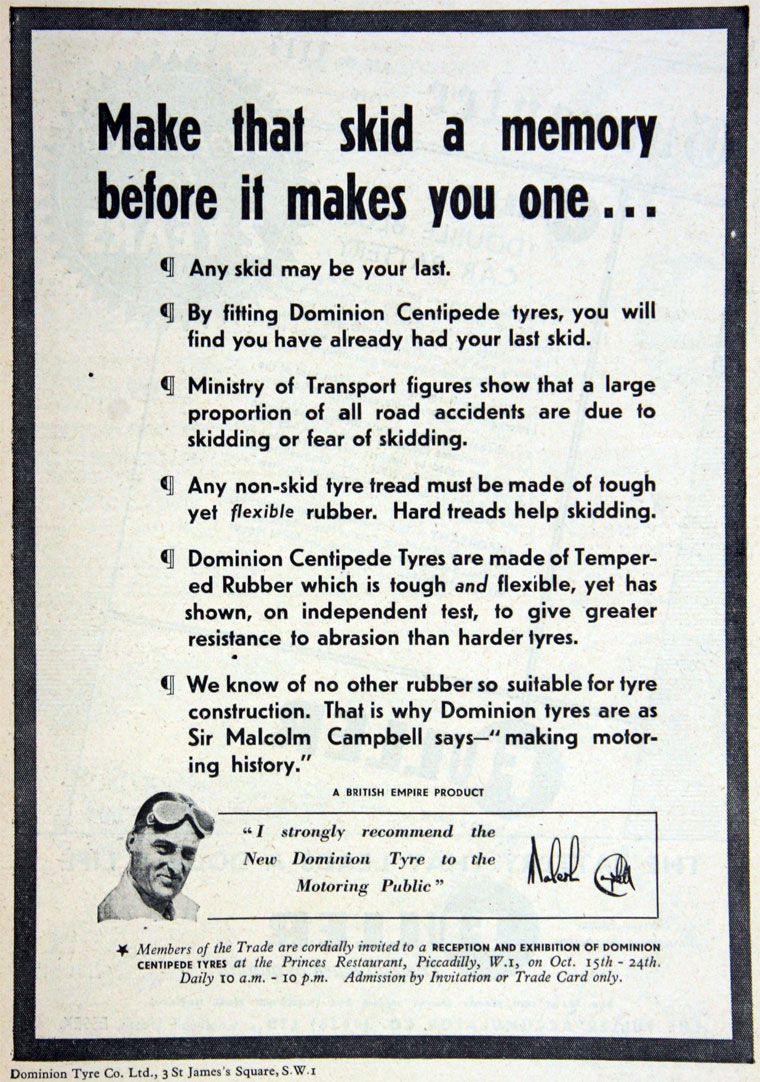 Make that skid a memory
before it makes you one...
¶ Any skid may be your last.
¶ By fitting Dominion Centipede tyres, you will
find you have already had your last skid.
¶ Ministry of Transport figures show that a large
proportion of all road accidents are due to
skidding or fear of skidding.
¶ Any non-skid tyre tread must be made of tough
yet flexible rubber. Hard treads help skidding.
¶ Dominion Centipede Tyres are made of Temper-
ed Rubber which is tough and flexible, yet has
shown, on independent test, to give greater
resistance to abrasion than harder tyres.
¶ We know of no other rubber so suitable for tyre
construction. That is why Dominion tyres are as
Sir Malcolm Campbell says—"making motor-
ing history."
A BRITISH EMPIRE PRODUCT
"I strongly recommend the
New Dominion Tyre to the
Motoring Public"
Malcolm Campbell
★ Members of the Trade are cordially invited to a RECEPTION AND EXHIBITION OF DOMINION
CENTIPEDE TYRES at the Princes Restaurant, Piccadilly, W.1, on Oct. 15th - 24th.
Daily 10 a.m. - 10 p.m. Admission by Invitation or Trade Card only.
Dominion Tyre Co. Ltd., 3 St James's Square, S.W.1